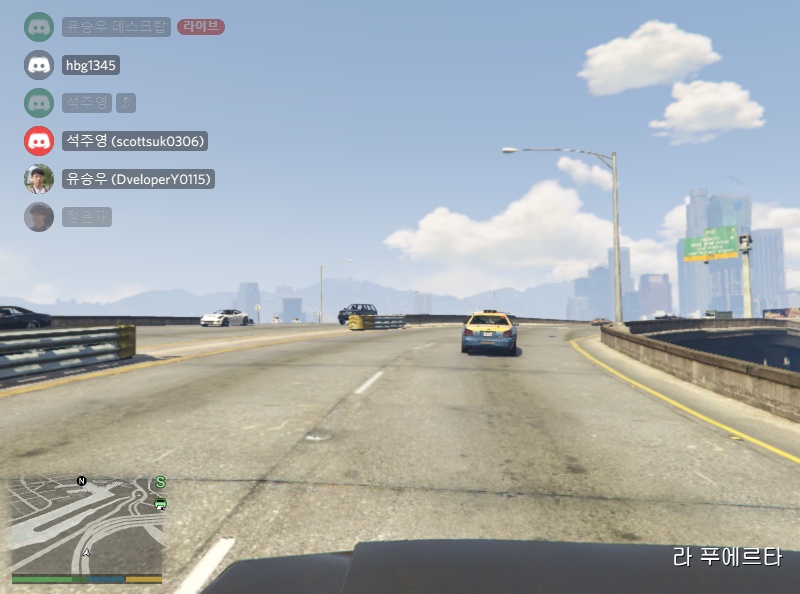 유승우 데스크탑 라이브
hbg1345
석주영
석주영 (scottsuk0306)
유승우 (DveloperY0115)
정윤재
N
S
라 푸에르타